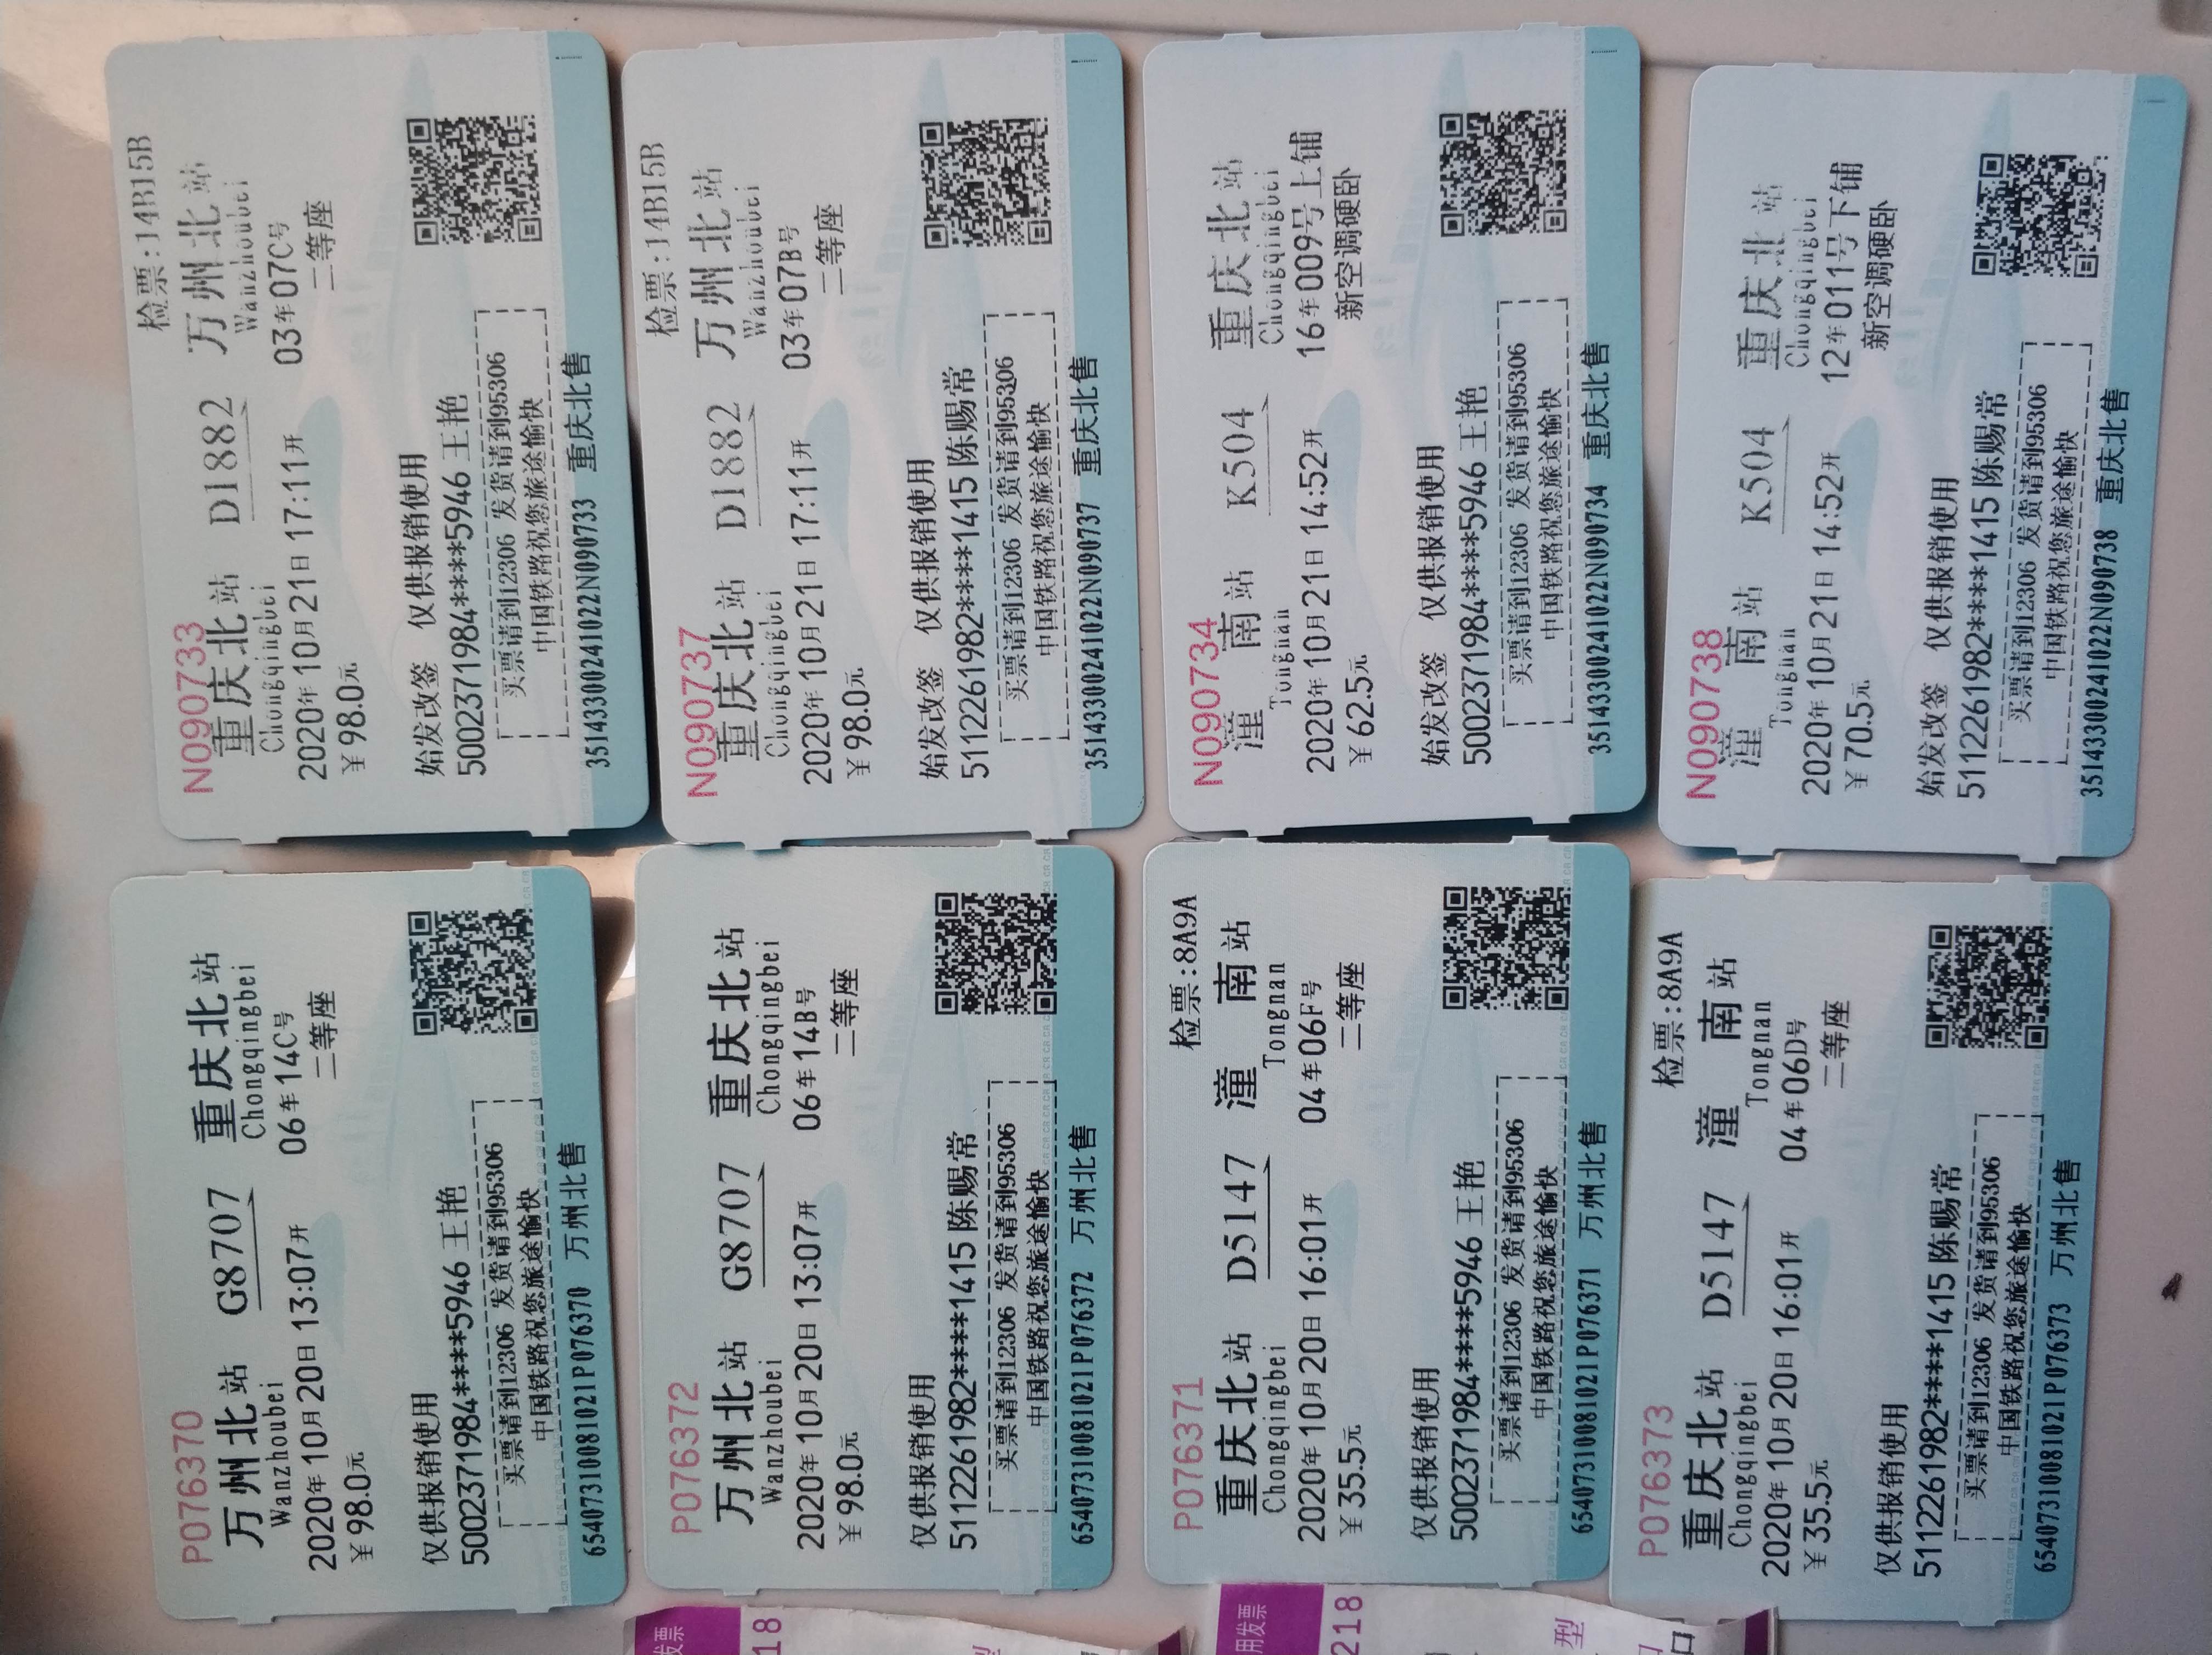 P076370
万州北站 G8707 重庆北站
Wanzhoubei Chongqingbei
2020年10月20日 13:07开 06车14C号
¥98.0元 二等座
仅供报销使用
5002371984****5946 王艳
买票请到12306 发货请到95306
中国铁路祝您旅途愉快
65407310081021P076370 万州北售
检票:14B15B
N090733
重庆北站 D1882 万州北站
Chongqingbei Wanzhoubei
2020年10月21日 17:11开 03车07C号
¥98.0元 二等座
始发改签 仅供报销使用
5002371984****5946 王艳
买票请到12306 发货请到95306
中国铁路祝您旅途愉快
35143300241022N090733 重庆北售
P076372
万州北站 G8707 重庆北站
Wanzhoubei Chongqingbei
2020年10月20日 13:07开 06车14B号
¥98.0元 二等座
仅供报销使用
5112261982****1415 陈赐常
买票请到12306 发货请到95306
中国铁路祝您旅途愉快
65407310081021P076372 万州北售
检票:14B15B
N090737
重庆北站 D1882 万州北站
Chongqingbei Wanzhoubei
2020年10月21日 17:11开 03车07B号
¥98.0元 二等座
始发改签 仅供报销使用
5112261982****1415 陈赐常
买票请到12306 发货请到95306
中国铁路祝您旅途愉快
35143300241022N090737 重庆北售
P076371 检票:8A9A
重庆北站 D5147 潼南站
Chongqingbei Tongnan
2020年10月20日 16:01开 04车06F号
¥35.5元 二等座
仅供报销使用
5002371984****5946 王艳
买票请到12306 发货请到95306
中国铁路祝您旅途愉快
65407310081021P076371 万州北售
N090734
潼南站 K504 重庆北站
Tongnan Chongqingbei
2020年10月21日 14:52开 16车009号上铺
¥62.5元 新空调硬卧
始发改签 仅供报销使用
5002371984****5946 王艳
买票请到12306 发货请到95306
中国铁路祝您旅途愉快
35143300241022N090734 重庆北售
P076373 检票:8A9A
重庆北站 D5147 潼南站
Chongqingbei Tongnan
2020年10月20日 16:01开 04车06D号
¥35.5元 二等座
仅供报销使用
5112261982****1415 陈赐常
买票请到12306 发货请到95306
中国铁路祝您旅途愉快
65407310081021P076373 万州北售
N090738
潼南站 K504 重庆北站
Tongnan Chongqingbei
2020年10月21日 14:52开 12车011号下铺
¥70.5元 新空调硬卧
始发改签 仅供报销使用
5112261982****1415 陈赐常
买票请到12306 发货请到95306
中国铁路祝您旅途愉快
35143300241022N090738 重庆北售
发票
18
用发票
218
型